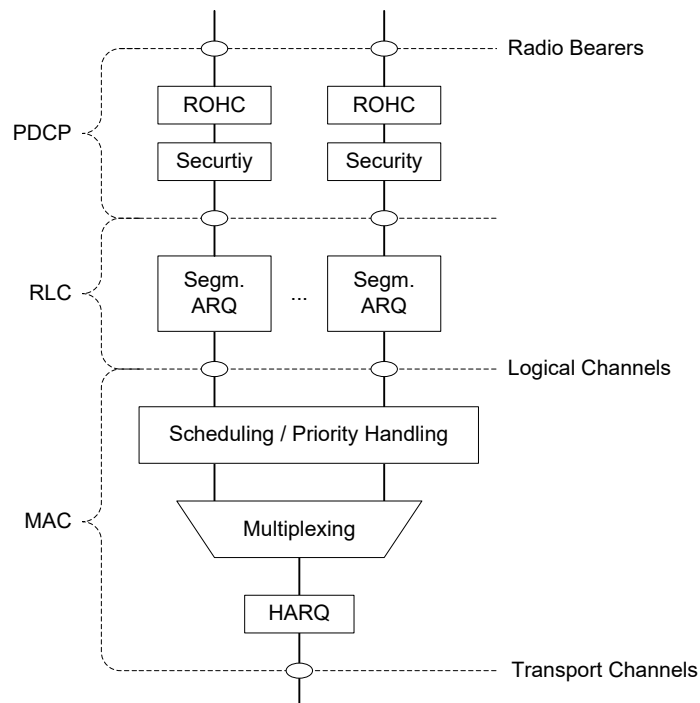 Radio Bearers
ROHC ROHC
PDCP
Securtiy Security
Segm. ARQ ... Segm. ARQ
RLC
Logical Channels
Scheduling / Priority Handling
MAC
Multiplexing
HARQ
Transport Channels